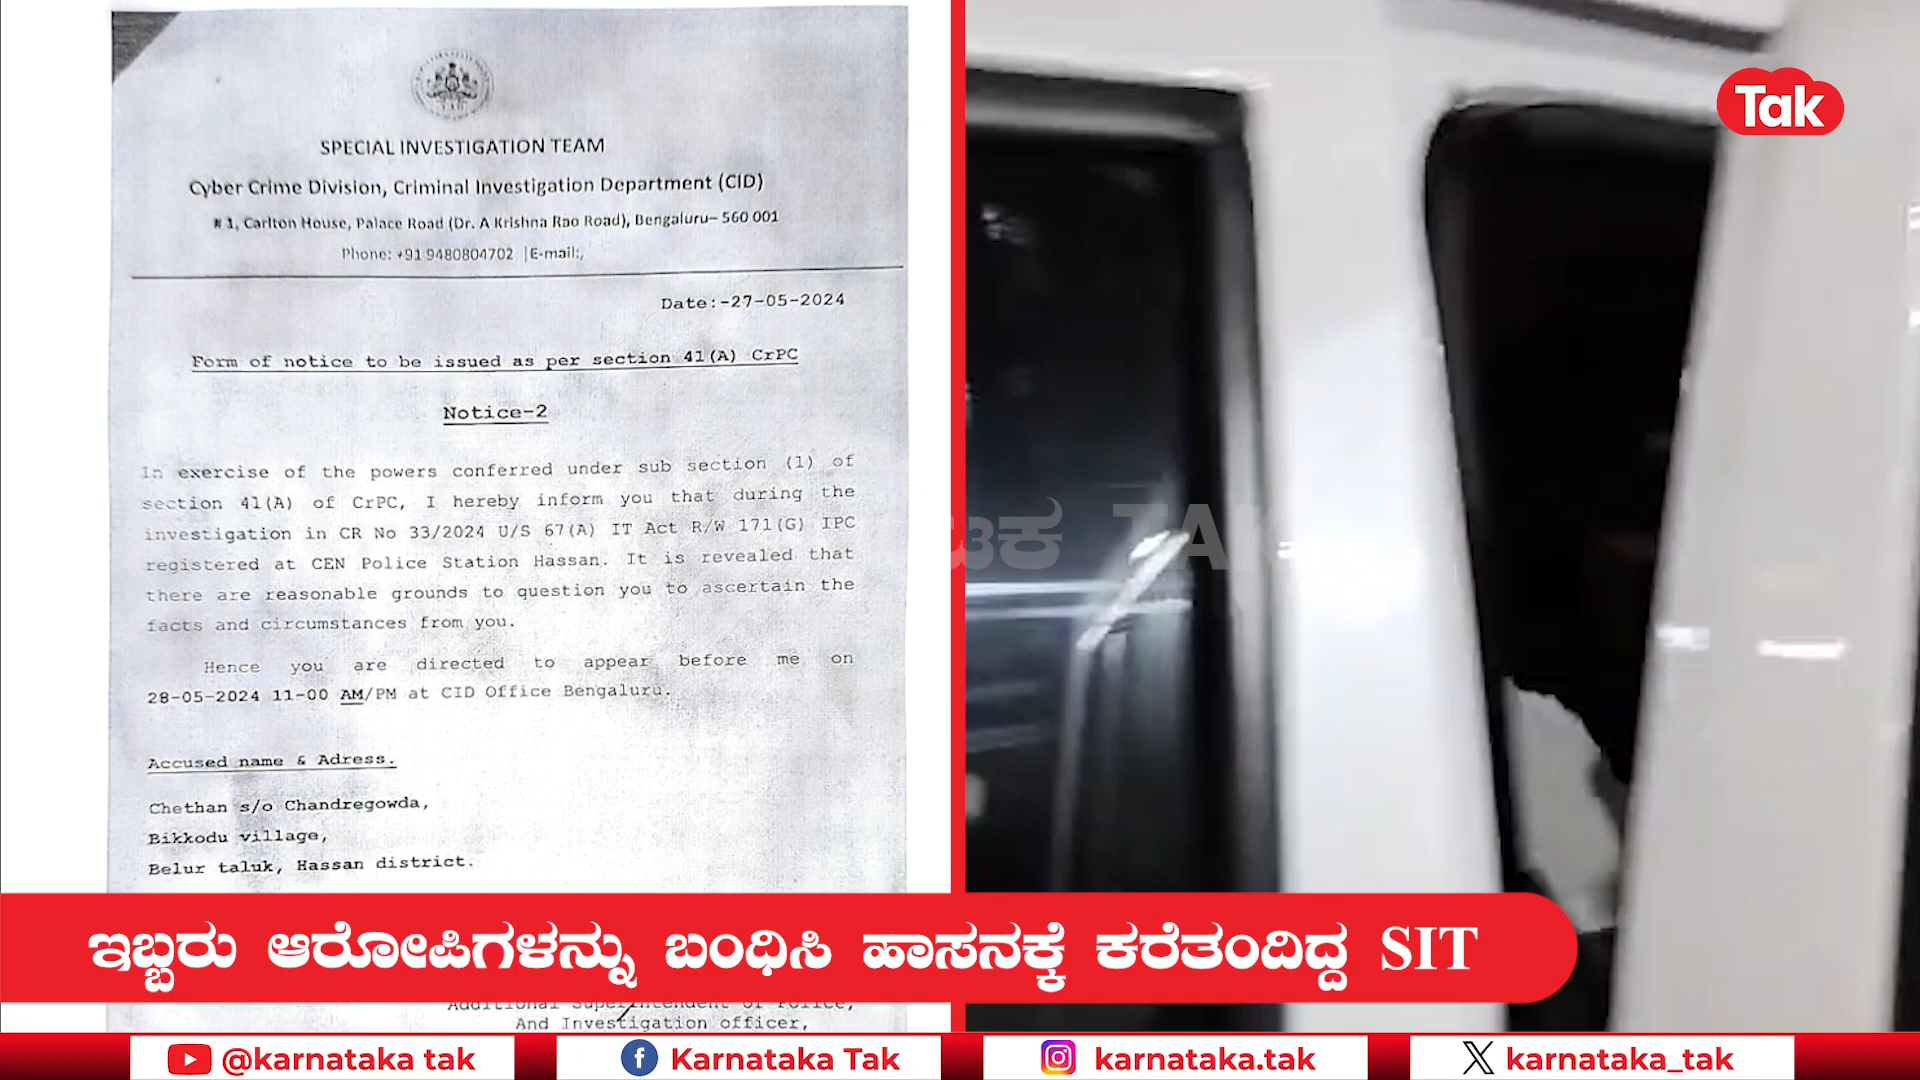 SPECIAL INVESTIGATION TEAM
Cyber Crime Division, Criminal Investigation Department (CID)
# 1, Carlton House, Palace Road (Dr. A Krishna Rao Road), Bengaluru– 560 001
Phone: +91 9480804702 |E-mail:,
Date:-27-05-2024
Form of notice to be issued as per section 41(A) CrPC
Notice-2
In exercise of the powers conferred under sub section (1) of
section 41(A) of CrPC, I hereby inform you that during the
investigation in CR No 33/2024 U/S 67(A) IT Act R/W 171(G) IPC
registered at CEN Police Station Hassan. It is revealed that
there are reasonable grounds to question you to ascertain the
facts and circumstances from you.
Hence you are directed to appear before me on
28-05-2024 11-00 AM/PM at CID Office Bengaluru.
Accused name & Adress.
Chethan s/o Chandregowda,
Bikkodu village,
Belur taluk, Hassan district.
Additional Superintendent of Police,
And Investigation officer,
Tak
TAK
ಇಬ್ಬರು ಆರೋಪಿಗಳನ್ನು ಬಂಧಿಸಿ ಹಾಸನಕ್ಕೆ ಕರೆತಂದಿದ್ದ SIT
@karnataka tak
Karnataka Tak
karnataka.tak
karnataka_tak